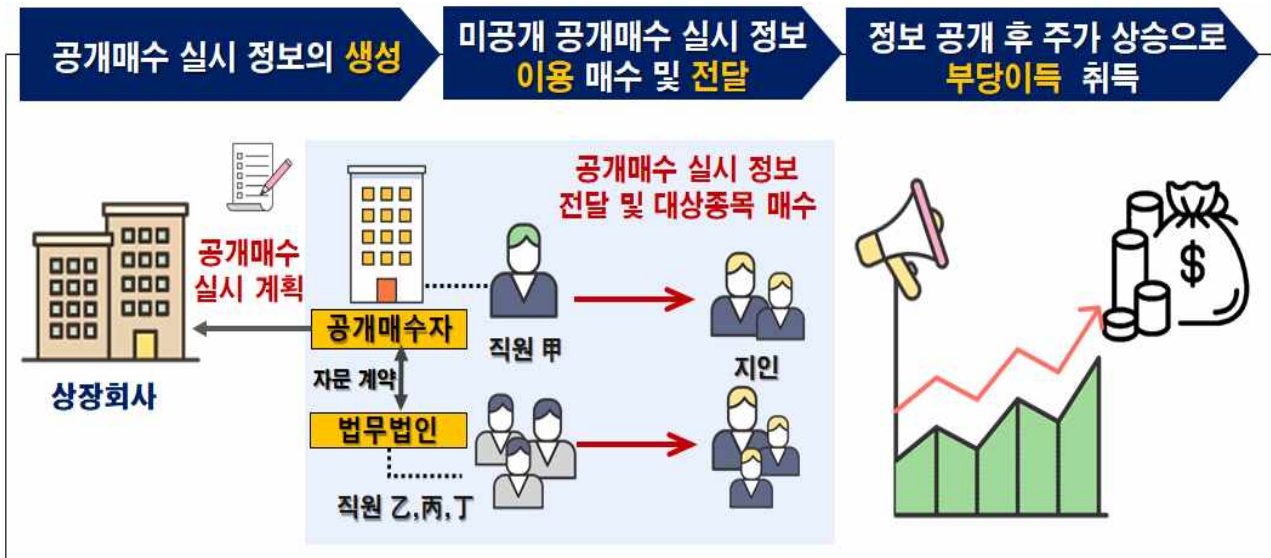 공개매수 실시 정보의 생성
미공개 공개매수 실시 정보
이용 매수 및 전달
정보 공개 후 주가 상승으로
부당이득 취득
공개매수 실시 정보
전달 및 대상종목 매수
공개매수
실시 계획
공개매수자
직원 甲
지인
상장회사
자문 계약
법무법인
직원 乙,丙,丁
$